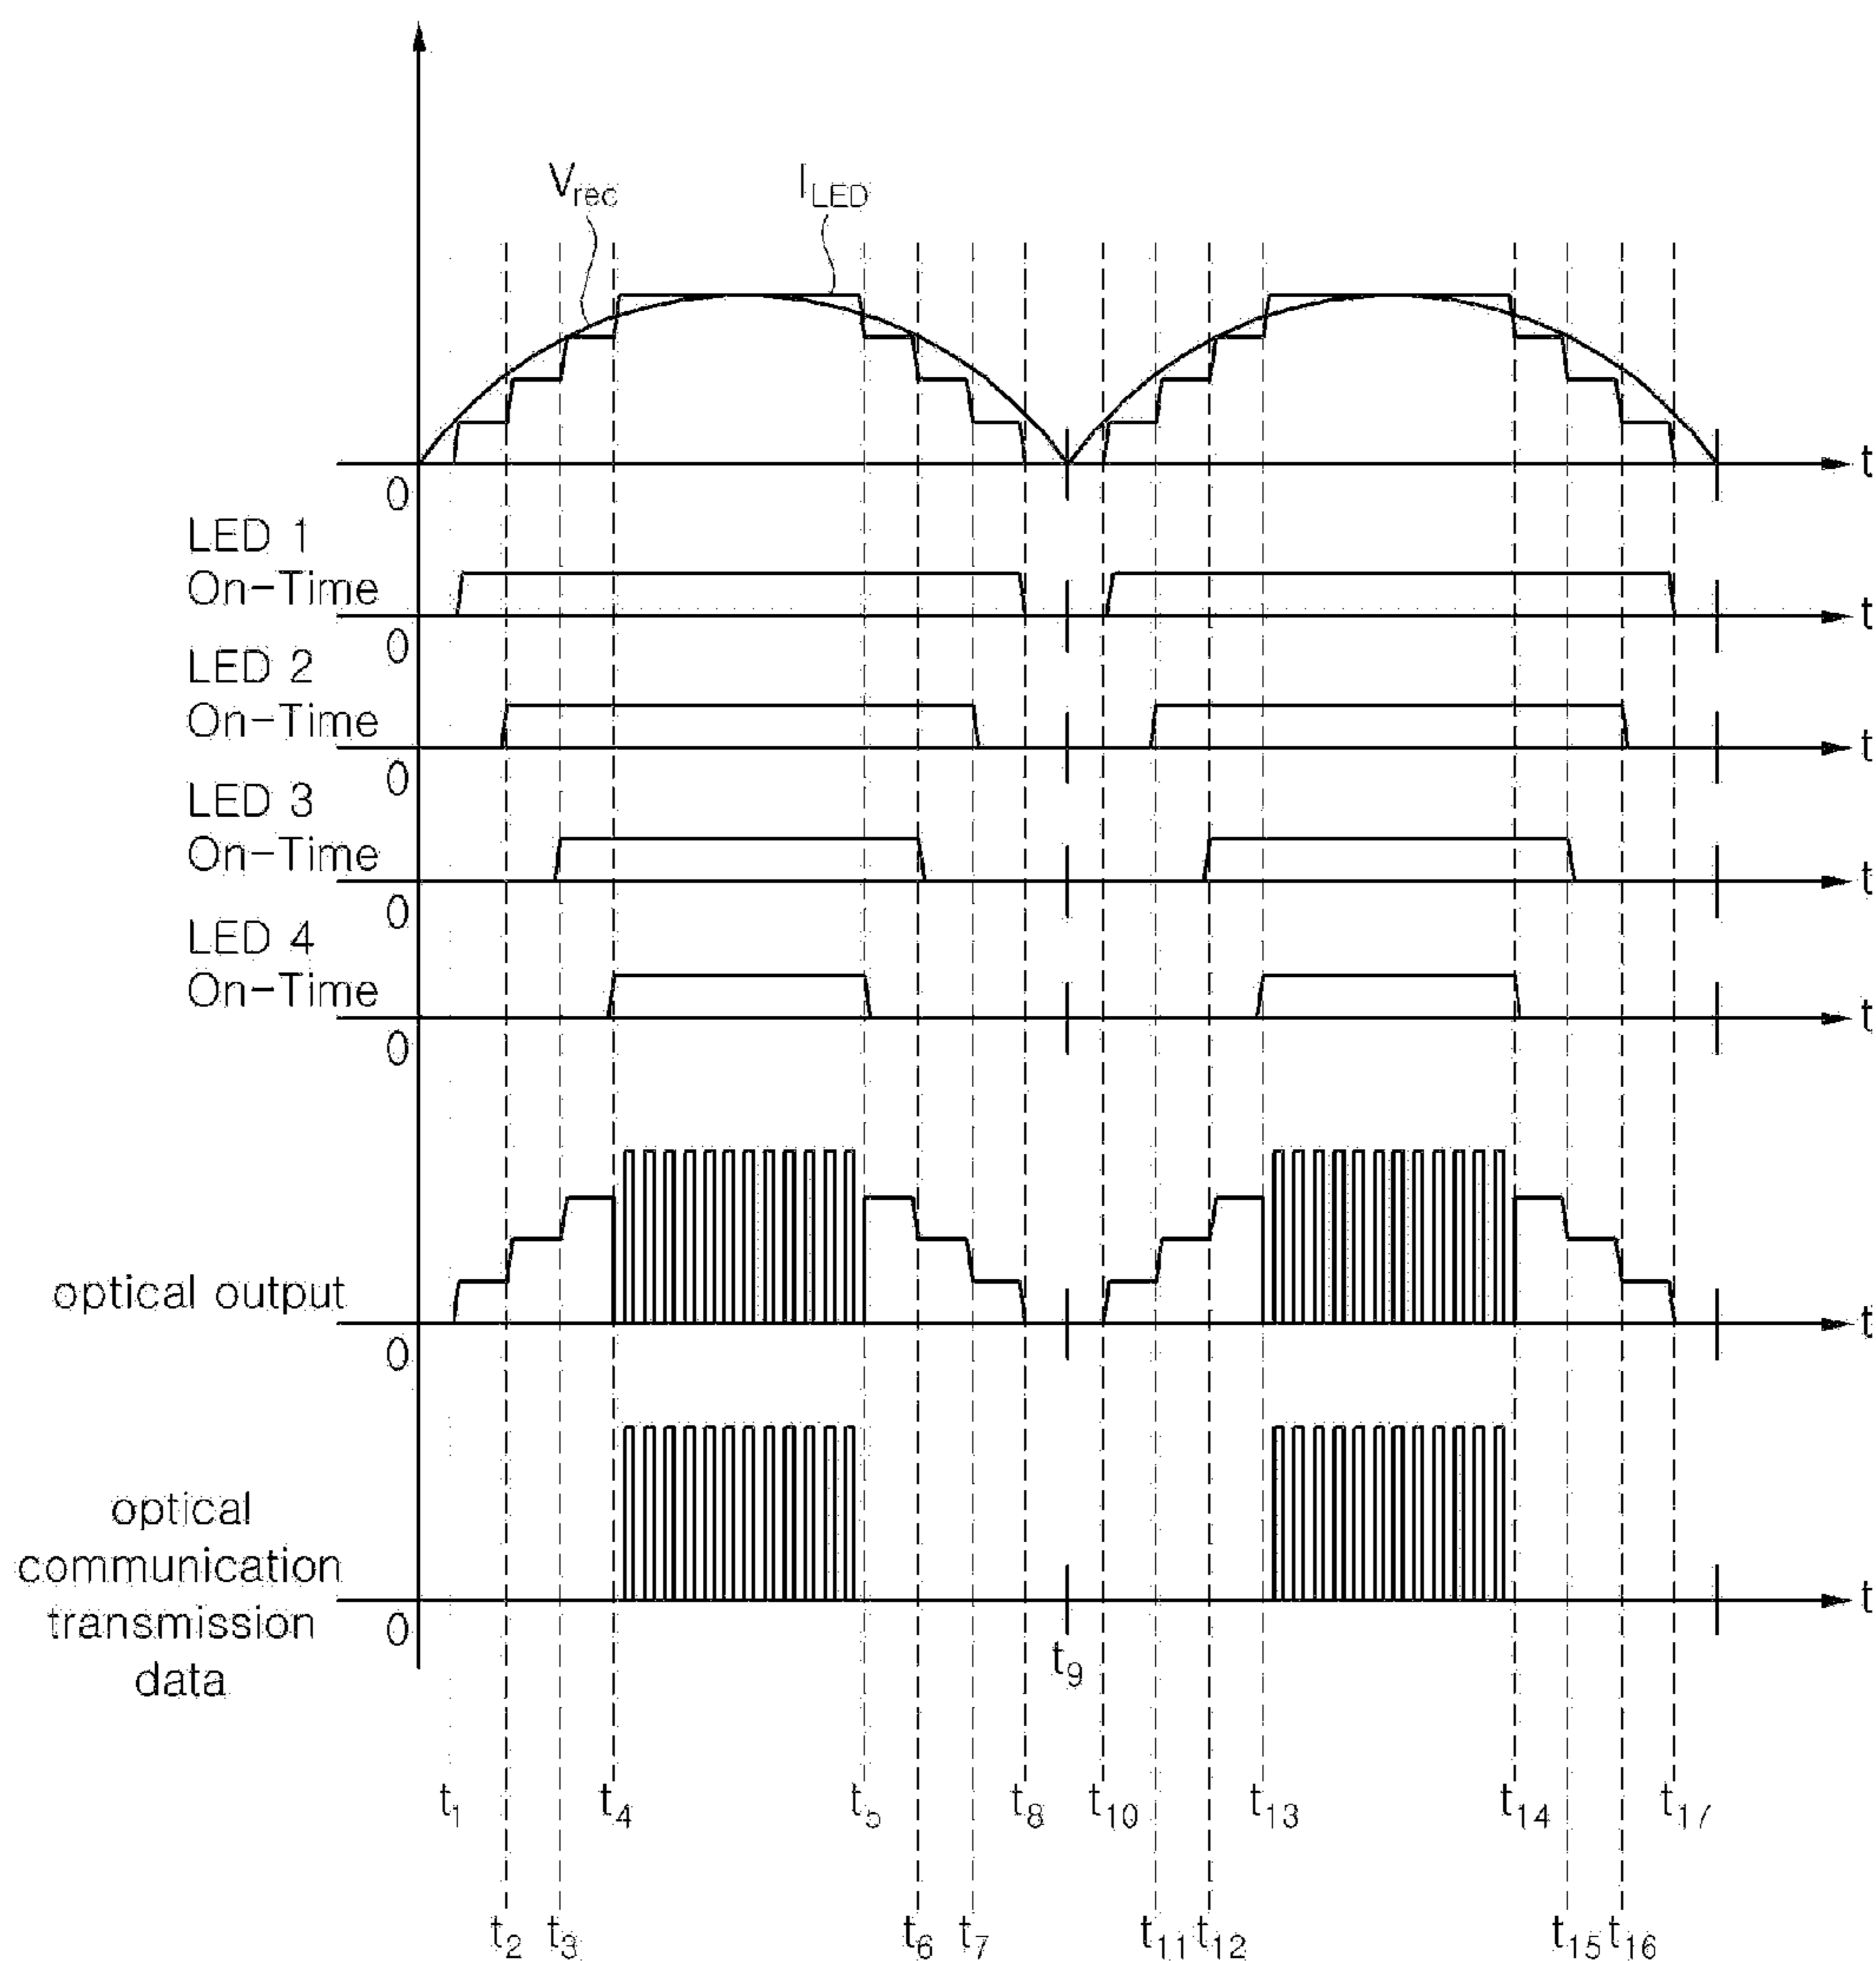 V_rec
I_LED
t
0
LED 1
On-Time
t
0
LED 2
On-Time
t
0
LED 3
On-Time
t
0
LED 4
On-Time
t
0
optical output
t
0
optical
communication
transmission
data
t
0
t9
t1 t4 t5 t8 t10 t13 t14 t17
t2 t3 t6 t7 t11 t12 t15 t16